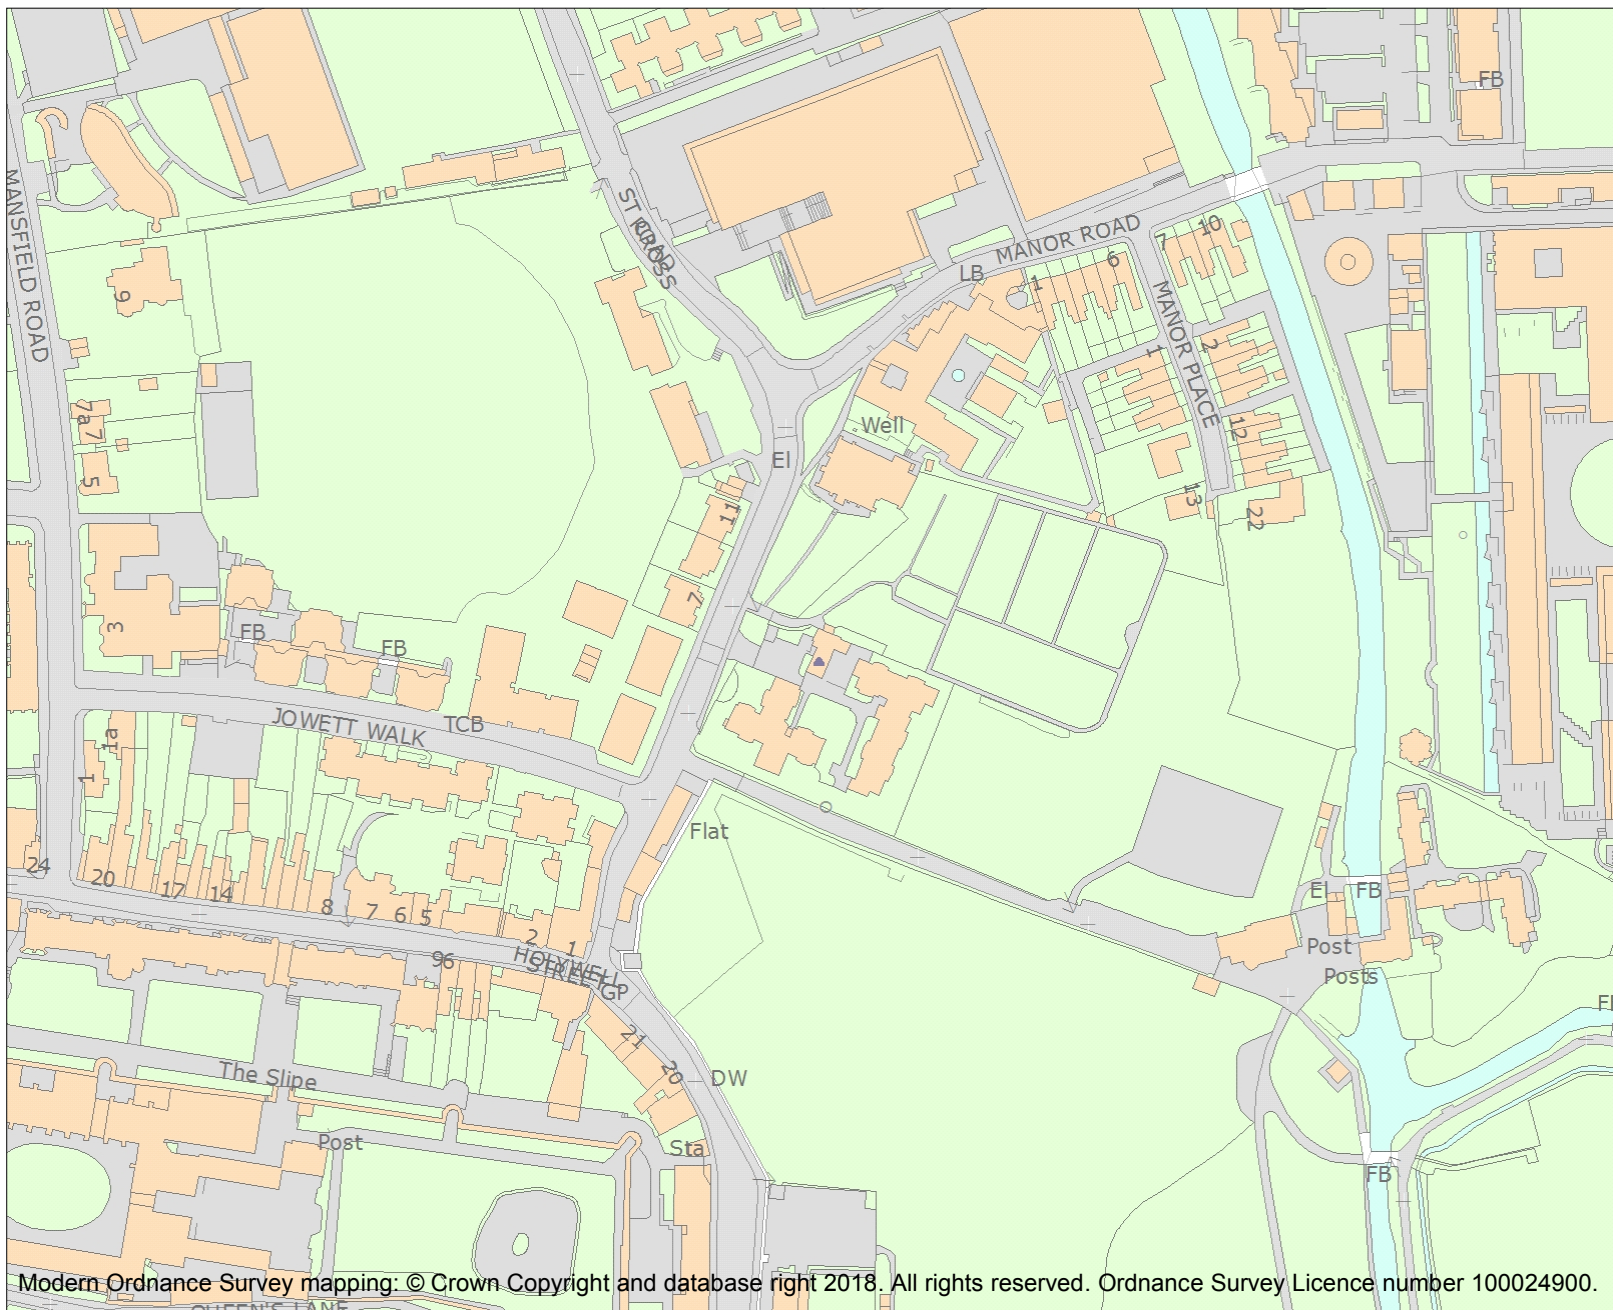 FB
MANSFIELD ROAD
ST CROSS
ROAD
MANOR ROAD
10
7
6
LB
1
9
MANOR PLACE
1
2
7a
7
Well
12
El
5
13
22
11
7
3
FB
FB
JOWETT WALK
TCB
1a
1
Flat
24
20
17
14
8
7
6
5
2
1
El
FB
Post
Posts
96
HOLYWELL
STREET
GP
21
20
DW
The Slipe
Post
Sta
FB
Modern Ordnance Survey mapping: © Crown Copyright and database right 2018. All rights reserved. Ordnance Survey Licence number 100024900.
QUEEN'S LANE